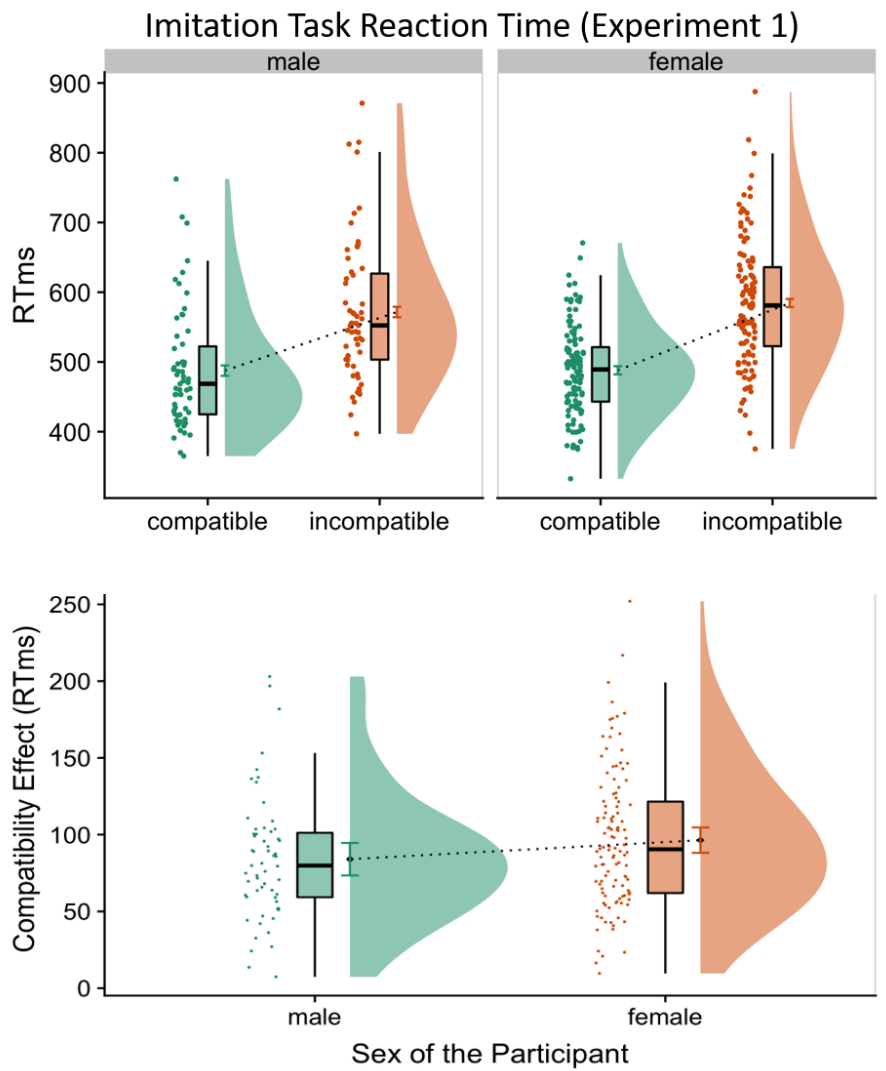 Imitation Task Reaction Time (Experiment 1)
male
female
RTms
900
800
700
600
500
400
compatible
incompatible
compatible
incompatible
Compatibility Effect (RTms)
250
200
150
100
50
0
male
female
Sex of the Participant